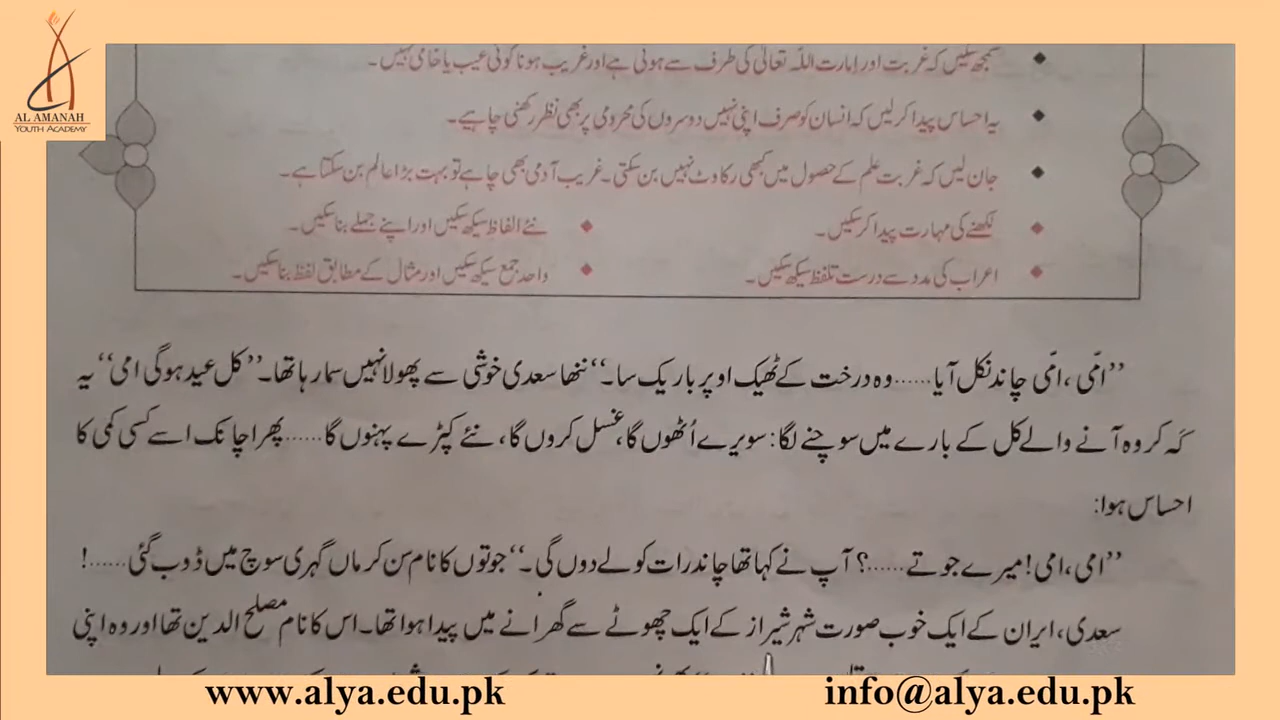 AL AMANAH
YOUTH ACADEMY
سمجھ سکیں کہ غربت اور امارت اللہ تعالیٰ کی طرف سے ہوتی ہے اور غریب ہونا کوئی عیب یا خامی نہیں۔
یہ احساس پیدا کر لیں کہ انسان کو صرف اپنی نہیں دوسروں کی محرومی پر بھی نظر رکھنی چاہیے۔
جان لیں کہ غربت علم کے حصول میں کبھی رکاوٹ نہیں بن سکتی۔ غریب آدمی بھی چاہے تو بہت بڑا عالم بن سکتا ہے۔
لکھنے کی مہارت پیدا کر سکیں۔ نئے الفاظ سیکھ سکیں اور اپنے جملے بنا سکیں۔
اعراب کی مدد سے درست تلفظ سیکھ سکیں۔ واحد جمع سیکھ سکیں اور مثال کے مطابق لفظ بنا سکیں۔
”امّی، امّی چاند نکل آیا...... وہ درخت کے ٹھیک اوپر باریک سا۔“ ننھا سعدی خوشی سے پھولا نہیں سما رہا تھا۔ ”کل عید ہو گی امی“ یہ
کَہ کر وہ آنے والے کل کے بارے میں سوچنے لگا: سویرے اُٹھوں گا، غسل کروں گا، نئے کپڑے پہنوں گا...... پھر اچانک اسے کسی کمی کا
احساس ہوا:
”امی، امی! میرے جوتے......؟ آپ نے کہا تھا چاند رات کو لے دوں گی۔“ جوتوں کا نام سن کر ماں گہری سوچ میں ڈوب گئی......!
سعدی، ایران کے ایک خوب صورت شہر شیراز کے ایک چھوٹے سے گھرانے میں پیدا ہوا تھا۔ اس کا نام مصلح الدین تھا اور وہ اپنی
www.alya.edu.pk info@alya.edu.pk